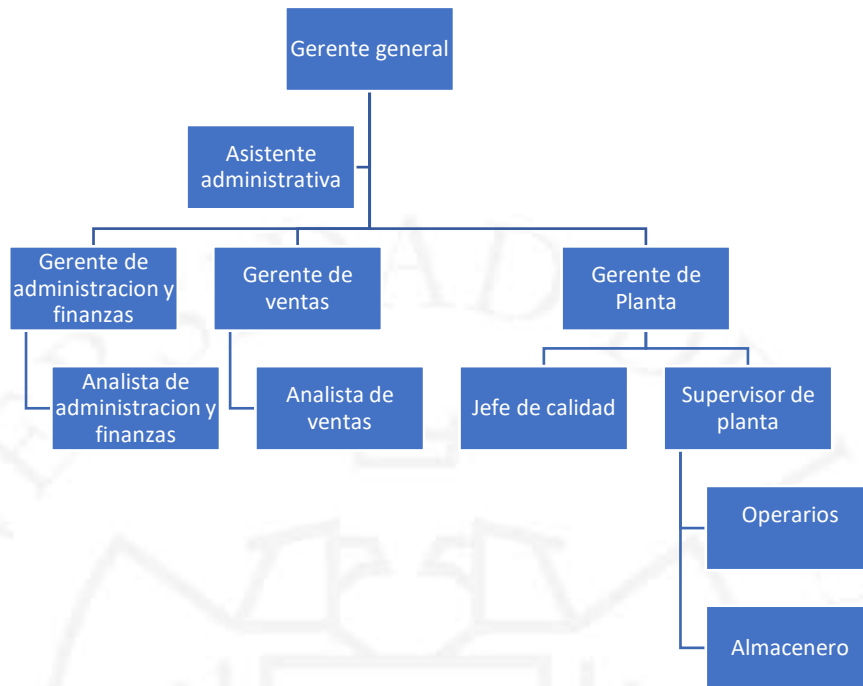 Gerente general
Asistente
administrativa
Gerente de
administracion y
finanzas
Gerente de
ventas
Gerente de
Planta
Analista de
administracion y
finanzas
Analista de
ventas
Jefe de calidad
Supervisor de
planta
Operarios
Almacenero